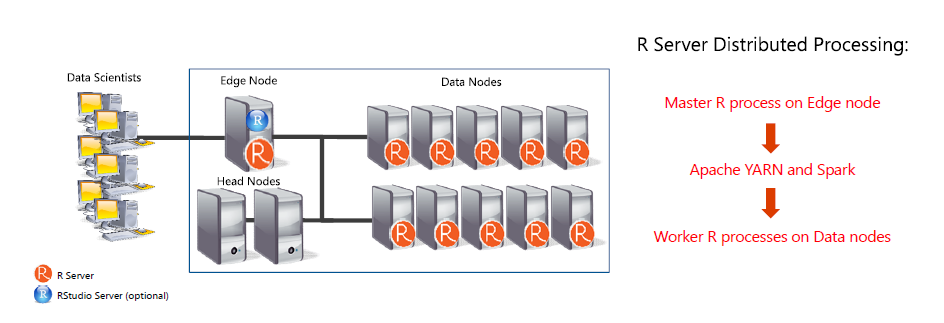 R Server Distributed Processing:
Data Scientists
Edge Node
Data Nodes
Head Nodes
Master R process on Edge node
Apache YARN and Spark
Worker R processes on Data nodes
R
R
R R R R R
R R R R R
R R Server
R RStudio Server (optional)